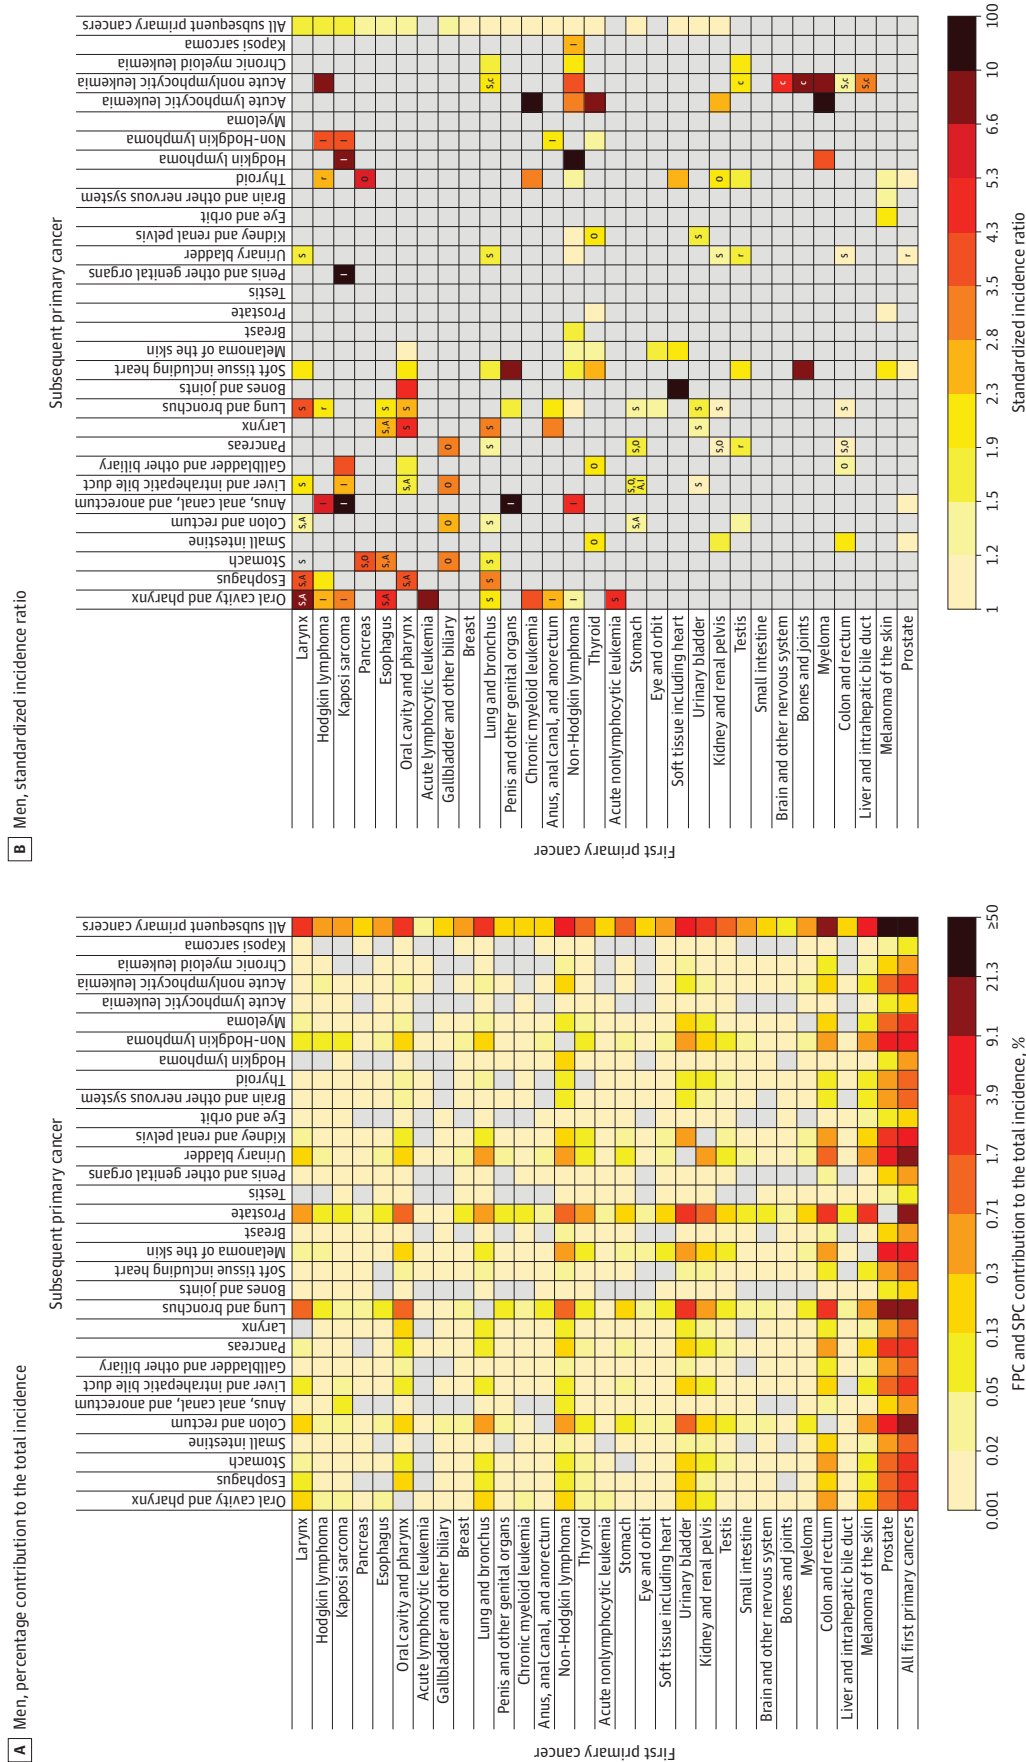 A Men, percentage contribution to the total incidence
Subsequent primary cancer
Oral cavity and pharynx
Esophagus
Stomach
Small intestine
Colon and rectum
Anus, anal canal, and anorectum
Liver and intrahepatic bile duct
Gallbladder and other biliary
Pancreas
Larynx
Lung and bronchus
Bones and joints
Soft tissue including heart
Melanoma of the skin
Breast
Prostate
Testis
Penis and other genital organs
Urinary bladder
Kidney and renal pelvis
Eye and orbit
Brain and other nervous system
Thyroid
Hodgkin lymphoma
Non-Hodgkin lymphoma
Myeloma
Acute lymphocytic leukemia
Acute nonlymphocytic leukemia
Chronic myeloid leukemia
Kaposi sarcoma
All subsequent primary cancers
First primary cancer
Larynx
Hodgkin lymphoma
Kaposi sarcoma
Pancreas
Esophagus
Oral cavity and pharynx
Acute lymphocytic leukemia
Gallbladder and other biliary
Breast
Lung and bronchus
Penis and other genital organs
Chronic myeloid leukemia
Anus, anal canal, and anorectum
Non-Hodgkin lymphoma
Thyroid
Acute nonlymphocytic leukemia
Stomach
Eye and orbit
Soft tissue including heart
Urinary bladder
Kidney and renal pelvis
Testis
Small intestine
Brain and other nervous system
Bones and joints
Myeloma
Colon and rectum
Liver and intrahepatic bile duct
Melanoma of the skin
Prostate
All first primary cancers
0.001 0.02 0.05 0.13 0.3 0.71 1.7 3.9 9.1 21.3 ≥50
FPC and SPC contribution to the total incidence, %
B Men, standardized incidence ratio
Subsequent primary cancer
Oral cavity and pharynx
Esophagus
Stomach
Small intestine
Colon and rectum
Anus, anal canal, and anorectum
Liver and intrahepatic bile duct
Gallbladder and other biliary
Pancreas
Larynx
Lung and bronchus
Bones and joints
Soft tissue including heart
Melanoma of the skin
Breast
Prostate
Testis
Penis and other genital organs
Urinary bladder
Kidney and renal pelvis
Eye and orbit
Brain and other nervous system
Thyroid
Hodgkin lymphoma
Non-Hodgkin lymphoma
Myeloma
Acute lymphocytic leukemia
Acute nonlymphocytic leukemia
Chronic myeloid leukemia
Kaposi sarcoma
All subsequent primary cancers
First primary cancer
Larynx S,A S,A S S,A S S S
Hodgkin lymphoma I I r r I
Kaposi sarcoma I I I I I I
Pancreas S,O O
Esophagus S,A S,A S,A S
Oral cavity and pharynx S,A S,A S S
Acute lymphocytic leukemia
Gallbladder and other biliary O O O O
Breast
Lung and bronchus S S S S S S S S,c
Penis and other genital organs I
Chronic myeloid leukemia
Anus, anal canal, and anorectum I I
Non-Hodgkin lymphoma I I I
Thyroid O O O
Acute nonlymphocytic leukemia S
Stomach S,A S,O, A,I S,O S
Eye and orbit
Soft tissue including heart
Urinary bladder S S S S
Kidney and renal pelvis S,O S S O
Testis r r c
Small intestine
Brain and other nervous system c
Bones and joints c
Myeloma
Colon and rectum O S,O S S S,c
Liver and intrahepatic bile duct S,c
Melanoma of the skin
Prostate r
1 1.2 1.5 1.9 2.3 2.8 3.5 4.3 5.3 6.6 10 100
Standardized incidence ratio